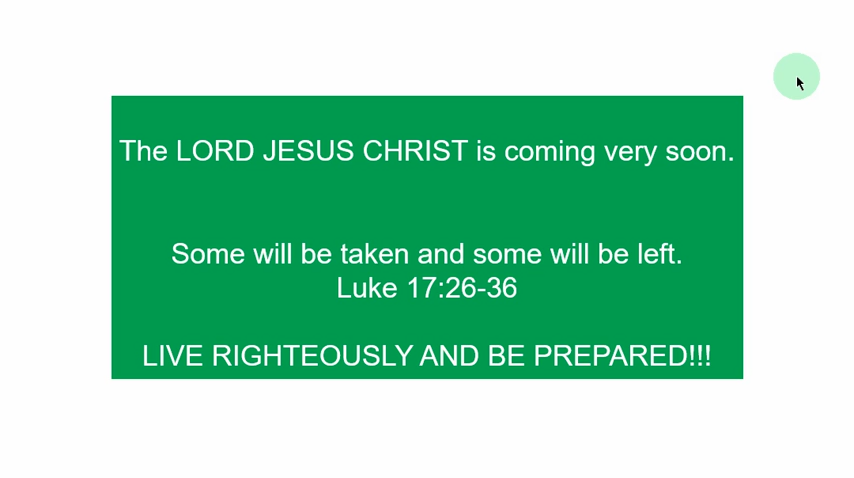 The LORD JESUS CHRIST is coming very soon.
Some will be taken and some will be left.
Luke 17:26-36
LIVE RIGHTEOUSLY AND BE PREPARED!!!